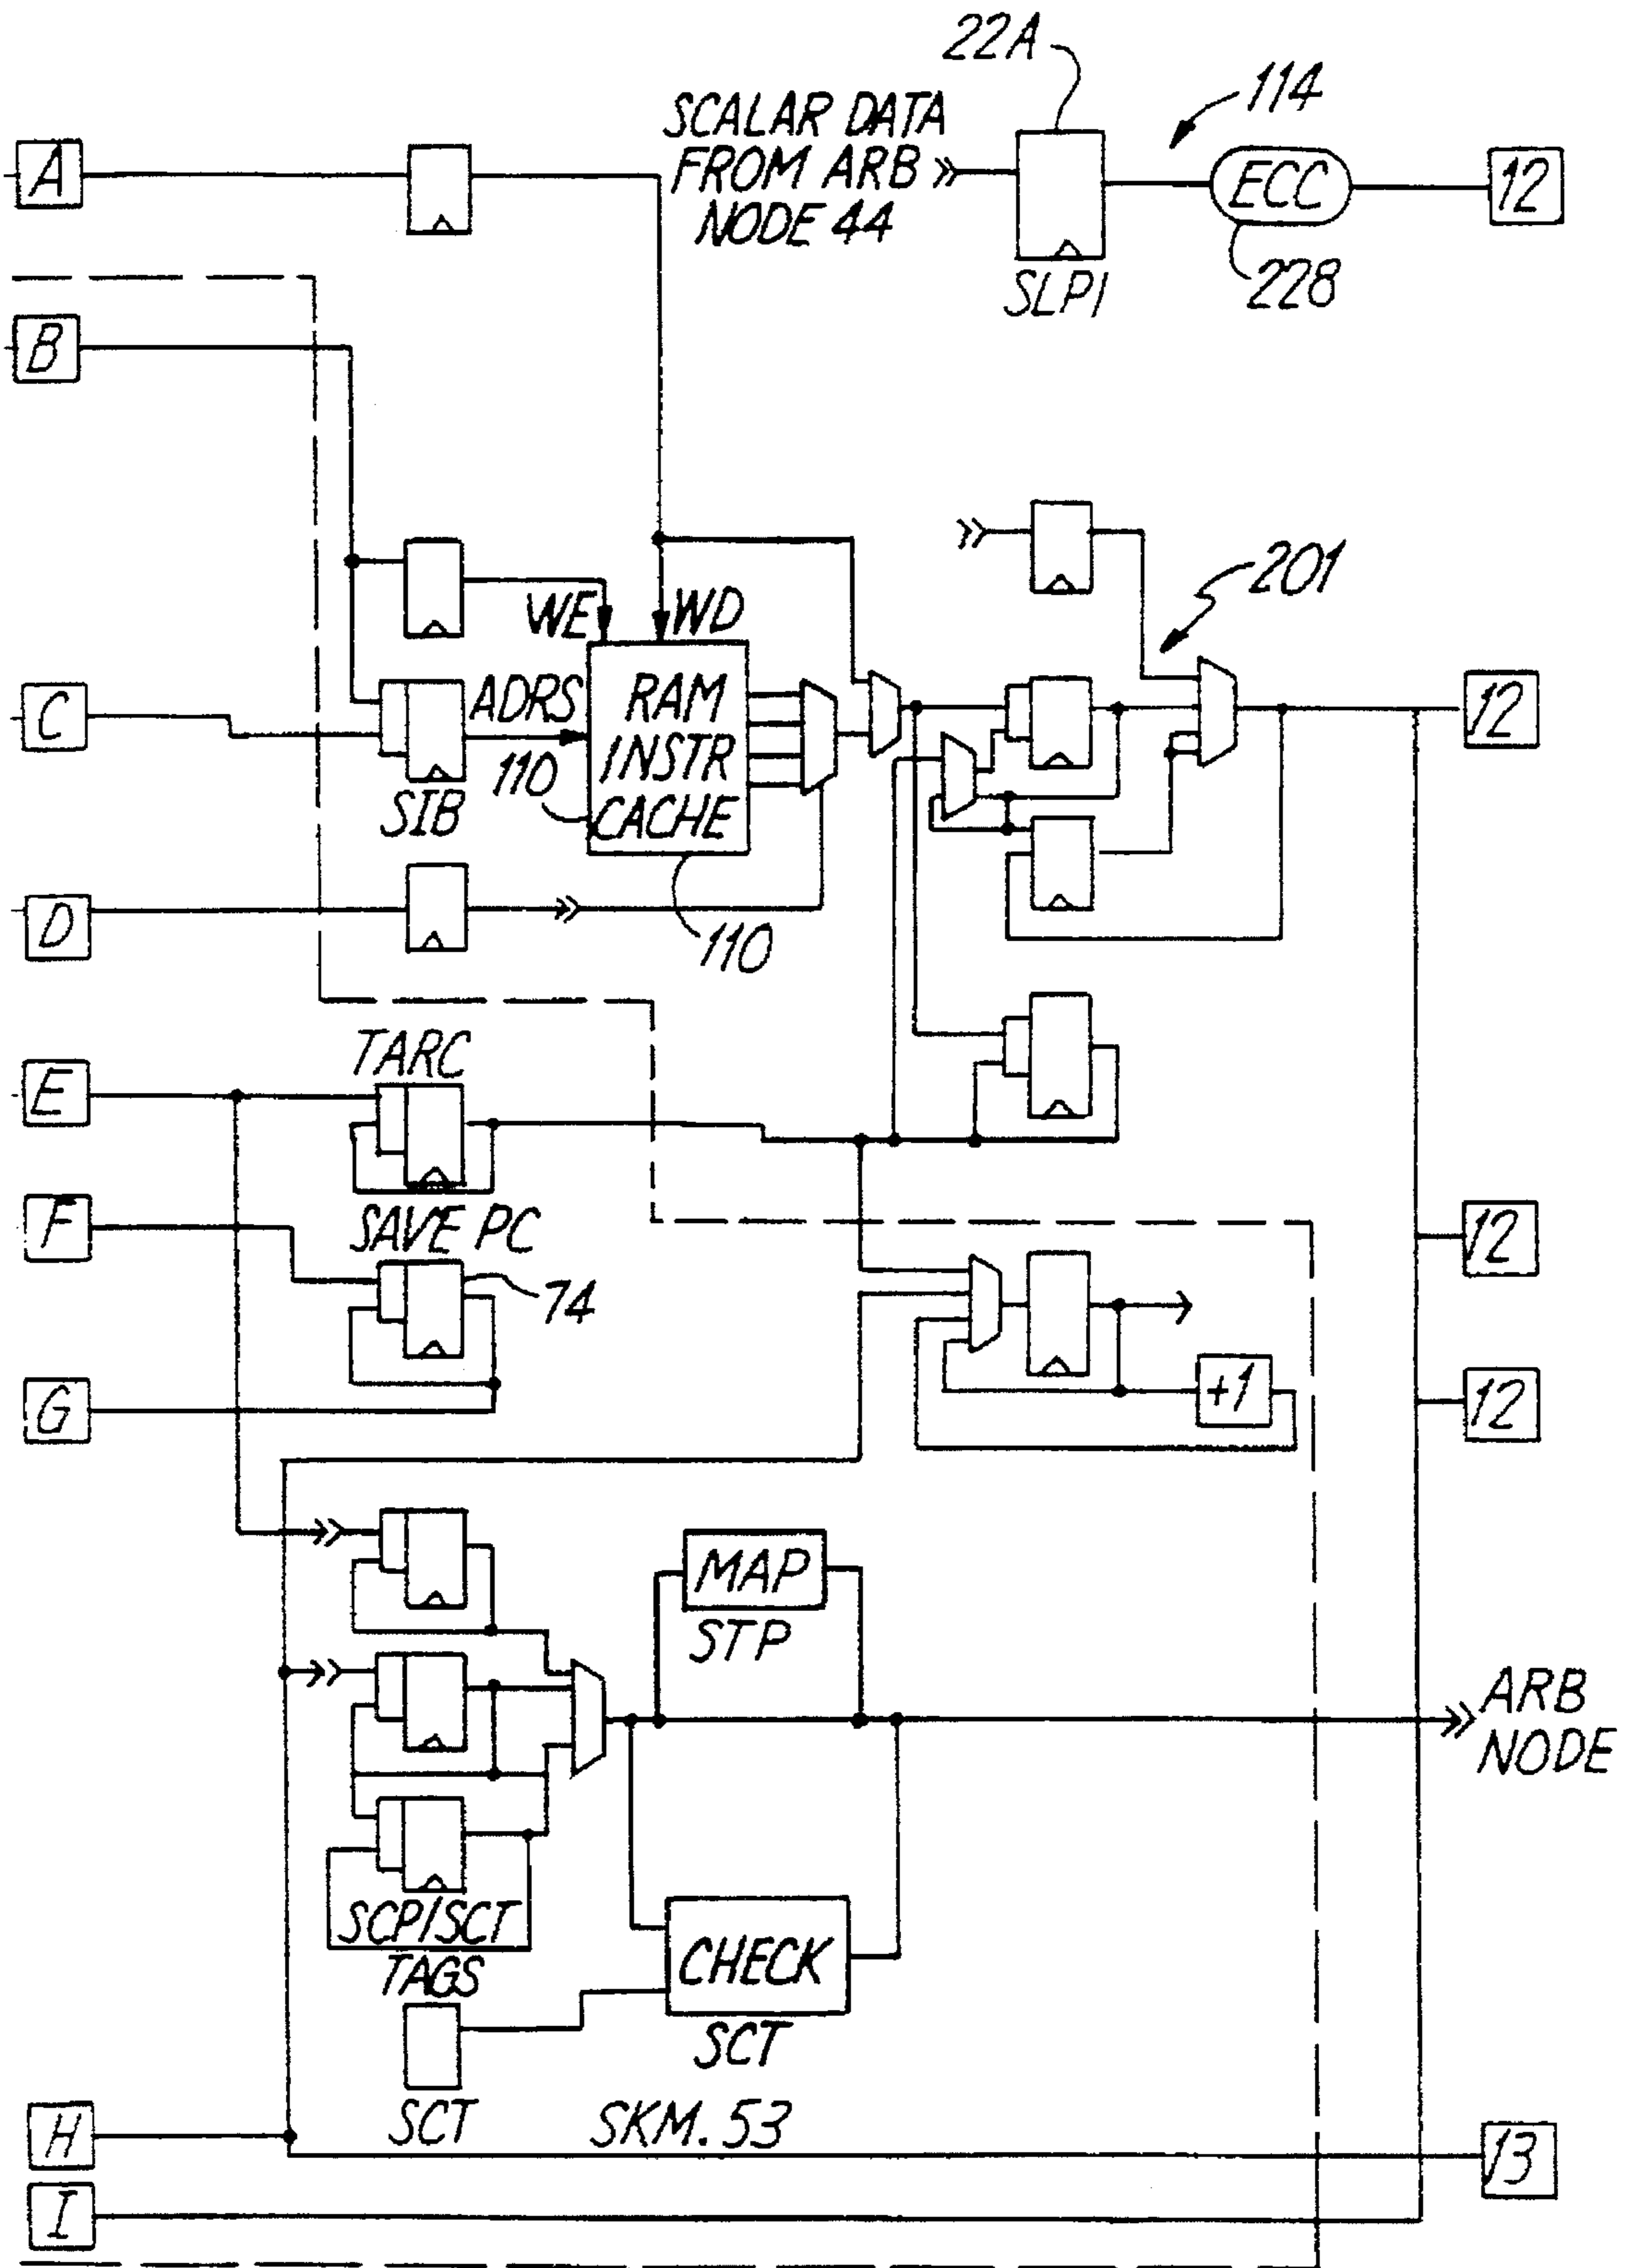 22A
114
SCALAR DATA
FROM ARB
NODE 44
A
ECC
12
SLPI
228
B
201
WE
WD
C
ADRS
RAM
INSTR
CACHE
110
SIB
12
D
110
TARC
E
F
SAVE PC
74
12
G
+1
12
MAP
STP
ARB
NODE
SCP/SCT
TAGS
CHECK
SCT
SCT
SKM. 53
H
13
I